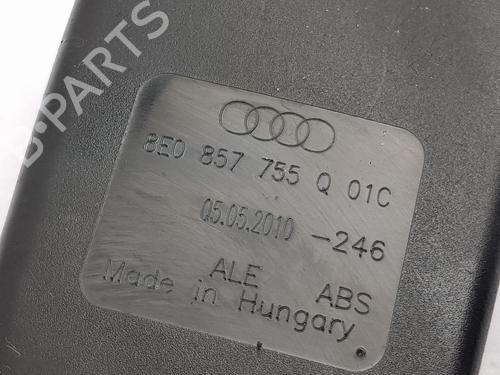 B-PARTS
8E0 857 755 Q 01C
05.05.2010 -246
ALE ABS
Made in Hungary